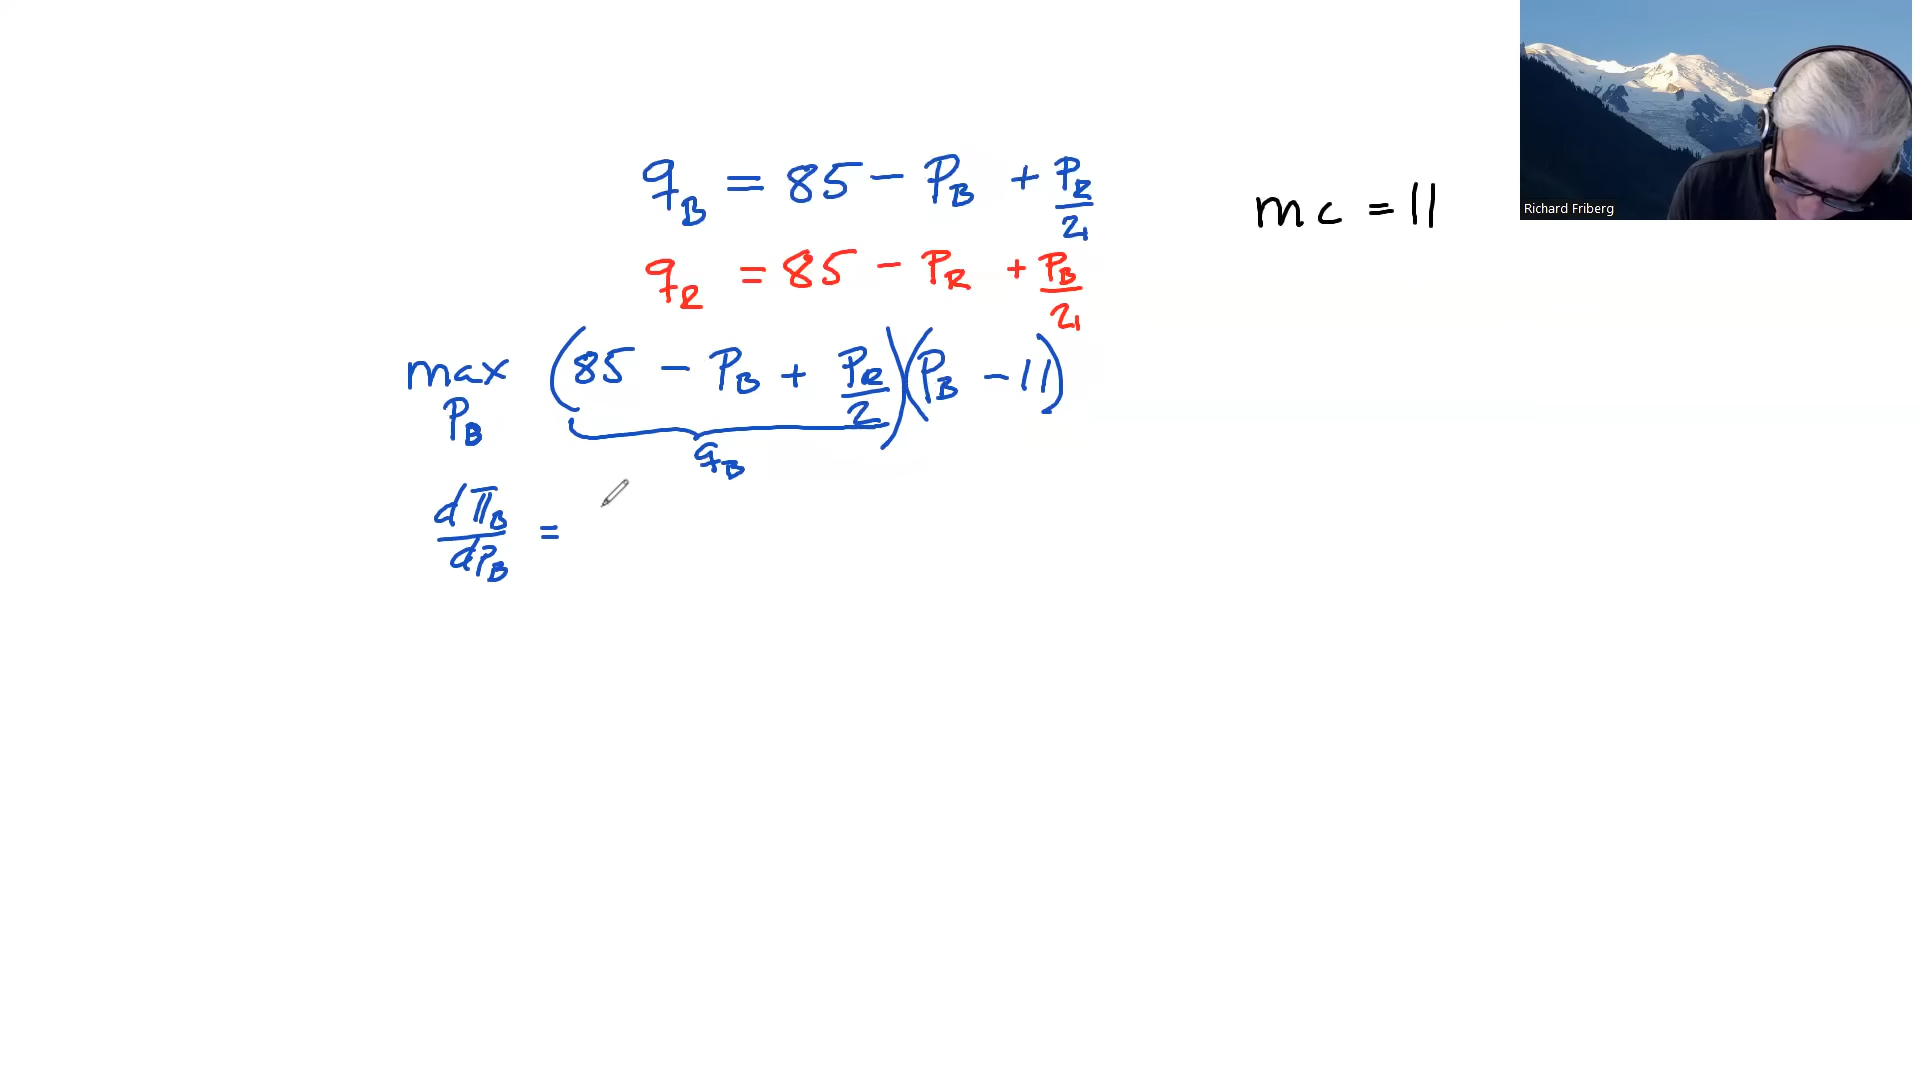 q_B = 85 - P_B + P_R/2
mc = 11
Richard Friberg
q_R = 85 - P_R + P_B/2
max P_B (85 - P_B + P_R/2)(P_B - 11)
q_B
dπ_B/dP_B =